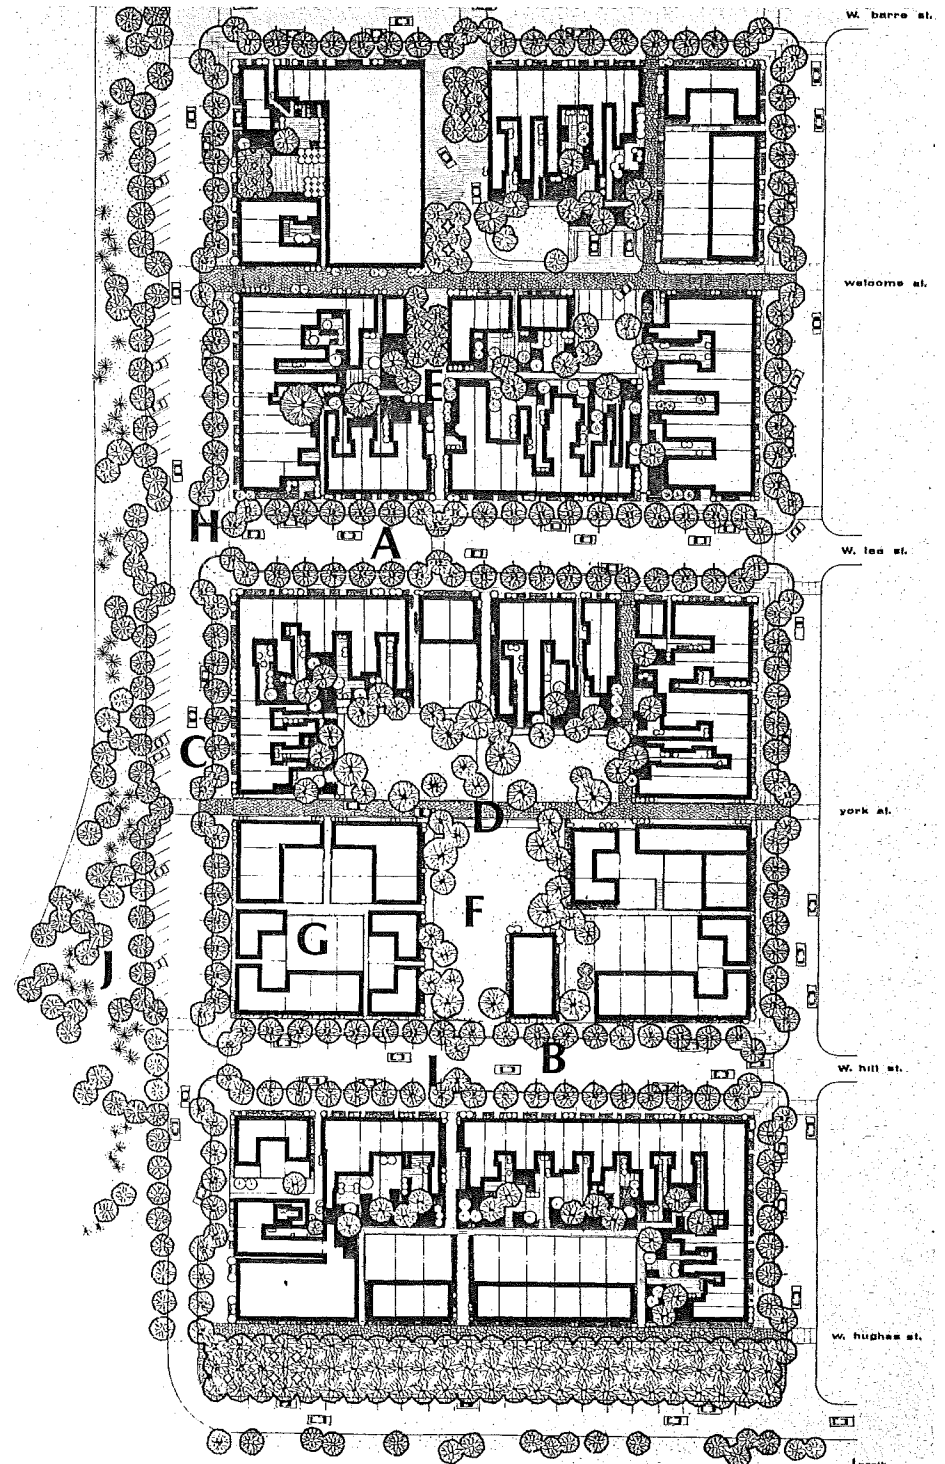 W. barre st.
welcome st.
E
H
A
W. lee st.
C
D
york st.
F
G
J
I
B
W. hill st.
W. hughes st.